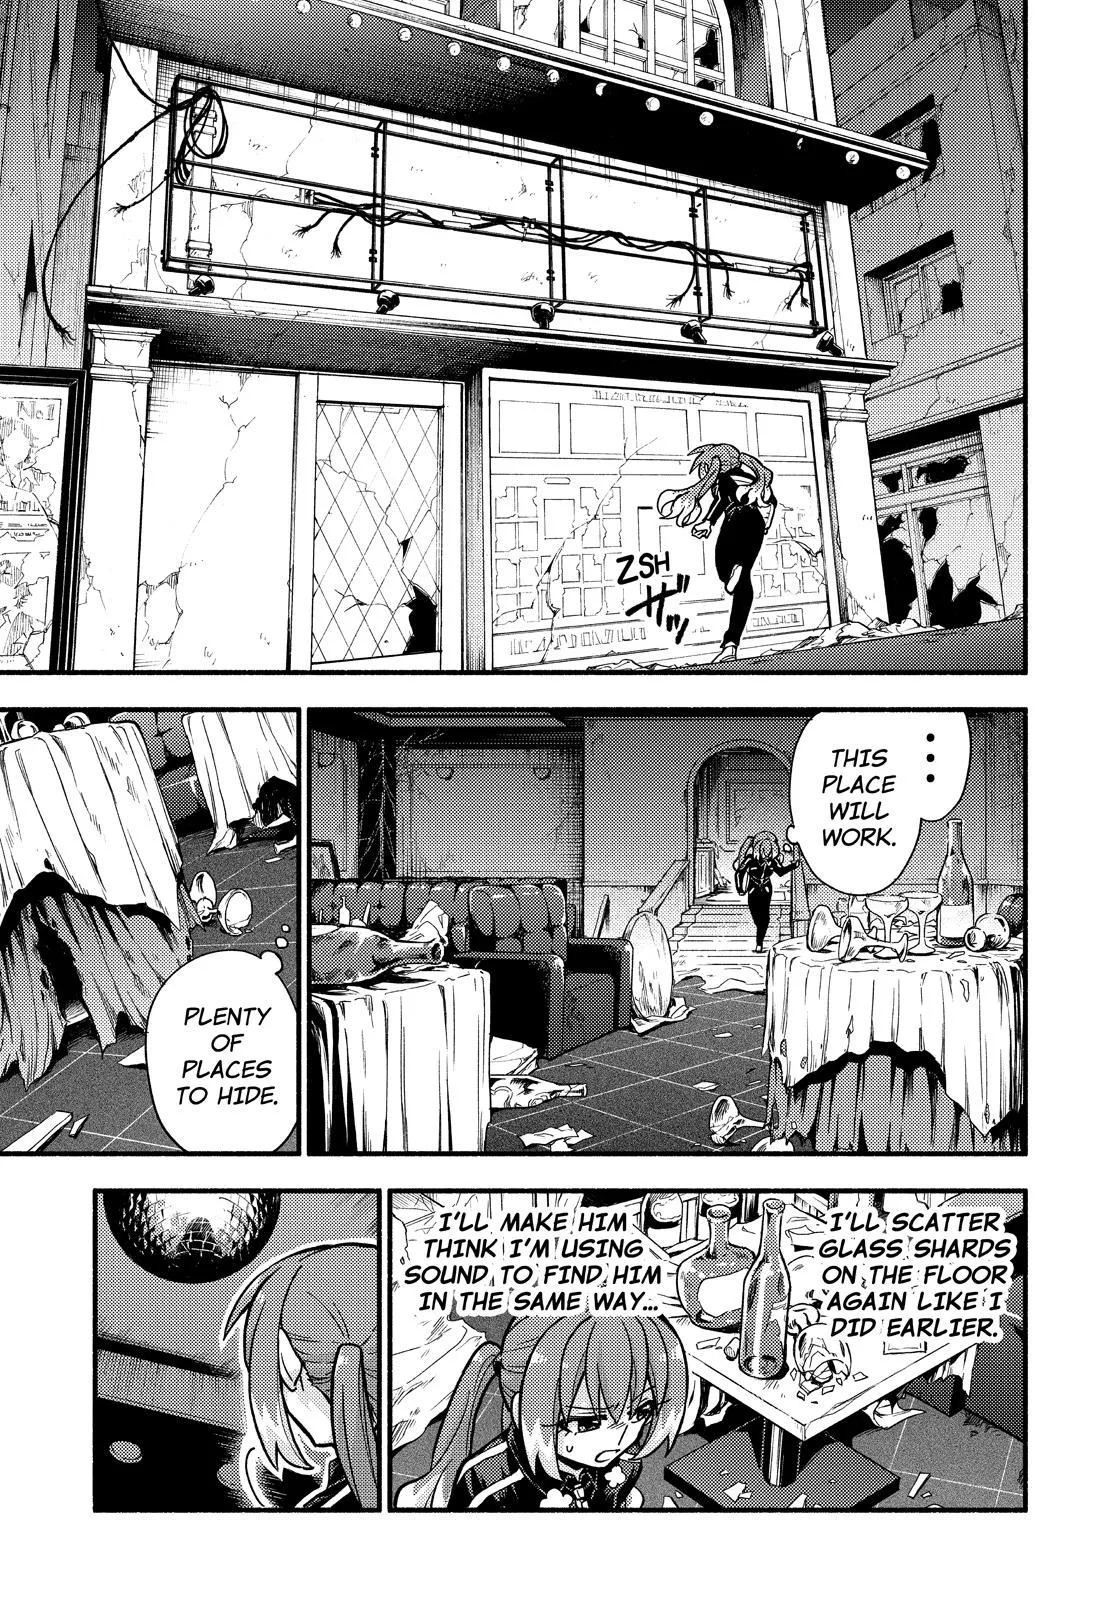 No.1
ZSH
ザッ
THIS
PLACE
WILL
WORK.
PLENTY
OF
PLACES
TO HIDE.
I'LL SCATTER
GLASS SHARDS
ON THE FLOOR
AGAIN LIKE I
DID EARLIER.
I'LL MAKE HIM
THINK I'M USING
SOUND TO FIND HIM
IN THE SAME WAY...